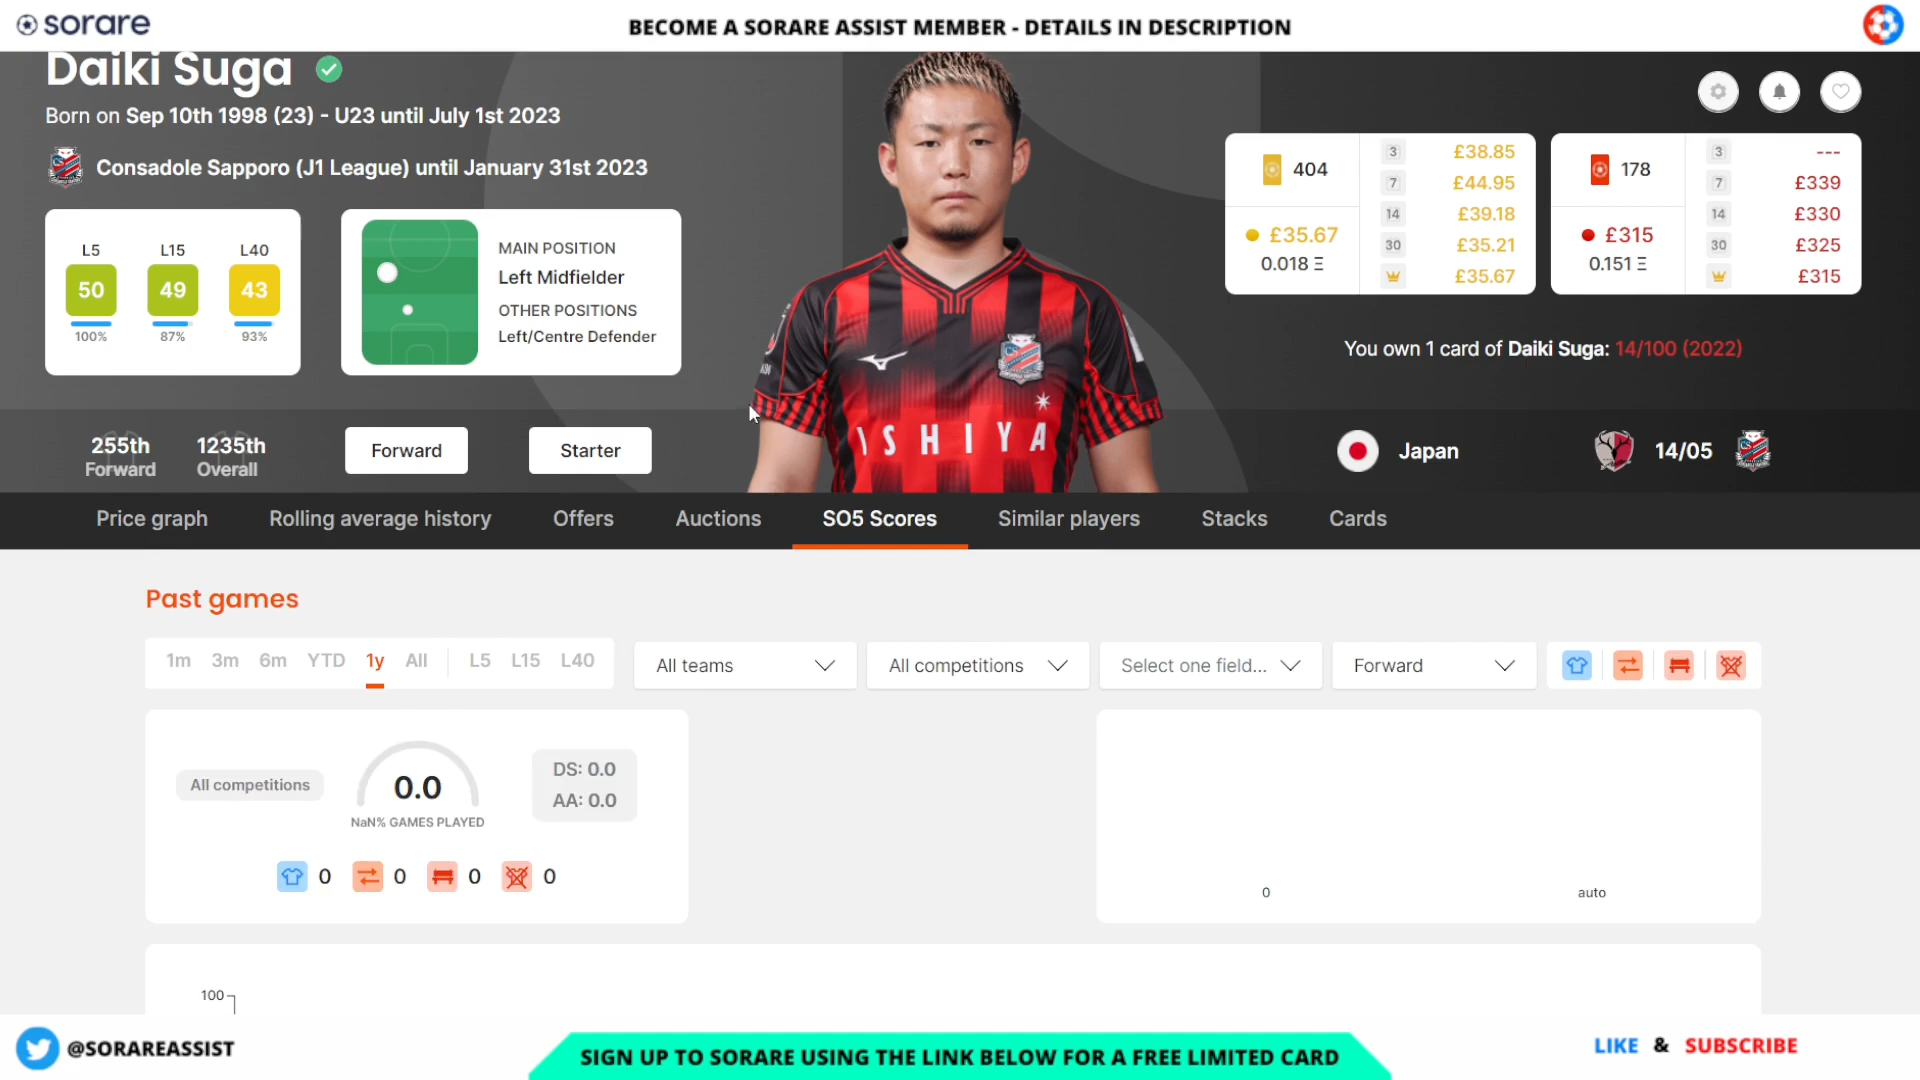 sorare
BECOME A SORARE ASSIST MEMBER - DETAILS IN DESCRIPTION
Daiki Suga
Born on Sep 10th 1998 (23) - U23 until July 1st 2023
Consadole Sapporo (J1 League) until January 31st 2023
L5 L15 L40
50 49 43
100% 87% 93%
MAIN POSITION
Left Midfielder
OTHER POSITIONS
Left/Centre Defender
404
£35.67
0.018 Ξ
3 £38.85
7 £44.95
14 £39.18
30 £35.21
£35.67
178
£315
0.151 Ξ
3 ---
7 £339
14 £330
30 £325
£315
You own 1 card of Daiki Suga: 14/100 (2022)
ISHIYA
255th
Forward
1235th
Overall
Forward
Starter
Japan
14/05
Price graph Rolling average history Offers Auctions SO5 Scores Similar players Stacks Cards
Past games
1m 3m 6m YTD 1y All L5 L15 L40
All teams
All competitions
Select one field...
Forward
All competitions
0.0
NaN% GAMES PLAYED
DS: 0.0
AA: 0.0
0 0 0 0
0 auto
100
@SORAREASSIST
SIGN UP TO SORARE USING THE LINK BELOW FOR A FREE LIMITED CARD
LIKE & SUBSCRIBE